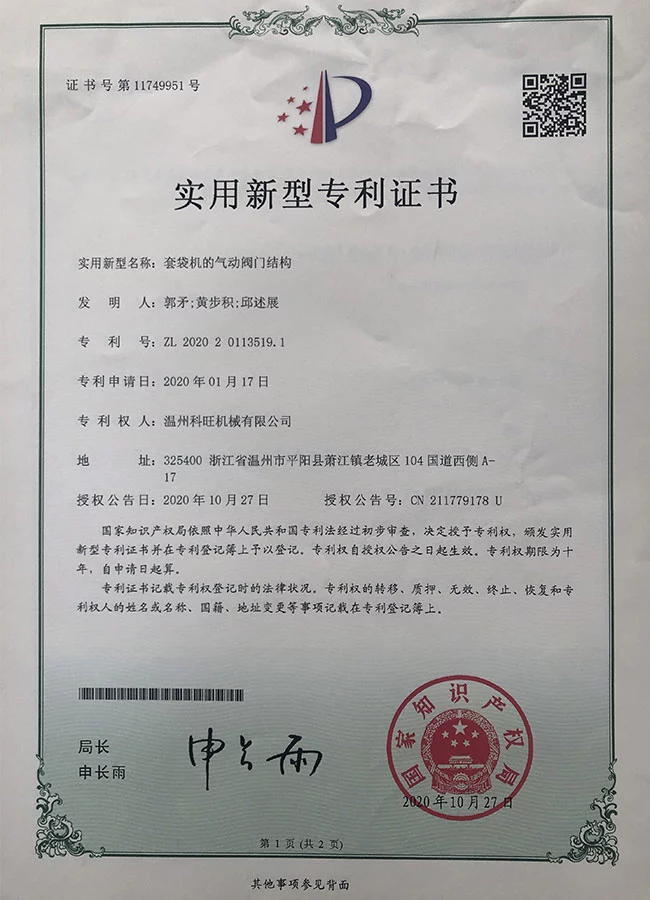 证书号第11749951号
实用新型专利证书
实用新型名称：套袋机的气动阀门结构
发明人：郭矛;黄步积;邱述展
专利号：ZL 2020 2 0113519.1
专利申请日：2020年01月17日
专利权人：温州科旺机械有限公司
地址：325400 浙江省温州市平阳县萧江镇老城区104国道西侧A-
17
授权公告日：2020年10月27日 授权公告号：CN 211779178 U
国家知识产权局依照中华人民共和国专利法经过初步审查，决定授予专利权，颁发实用
新型专利证书并在专利登记簿上予以登记。专利权自授权公告之日起生效。专利权期限为十
年，自申请日起算。
专利证书记载专利权登记时的法律状况。专利权的转移、质押、无效、终止、恢复和专
利权人的姓名或名称、国籍、地址变更等事项记载在专利登记簿上。
局长
申长雨
申长雨
国家知识产权局
2020年10月27日
第1页(共2页)
其他事项参见背面